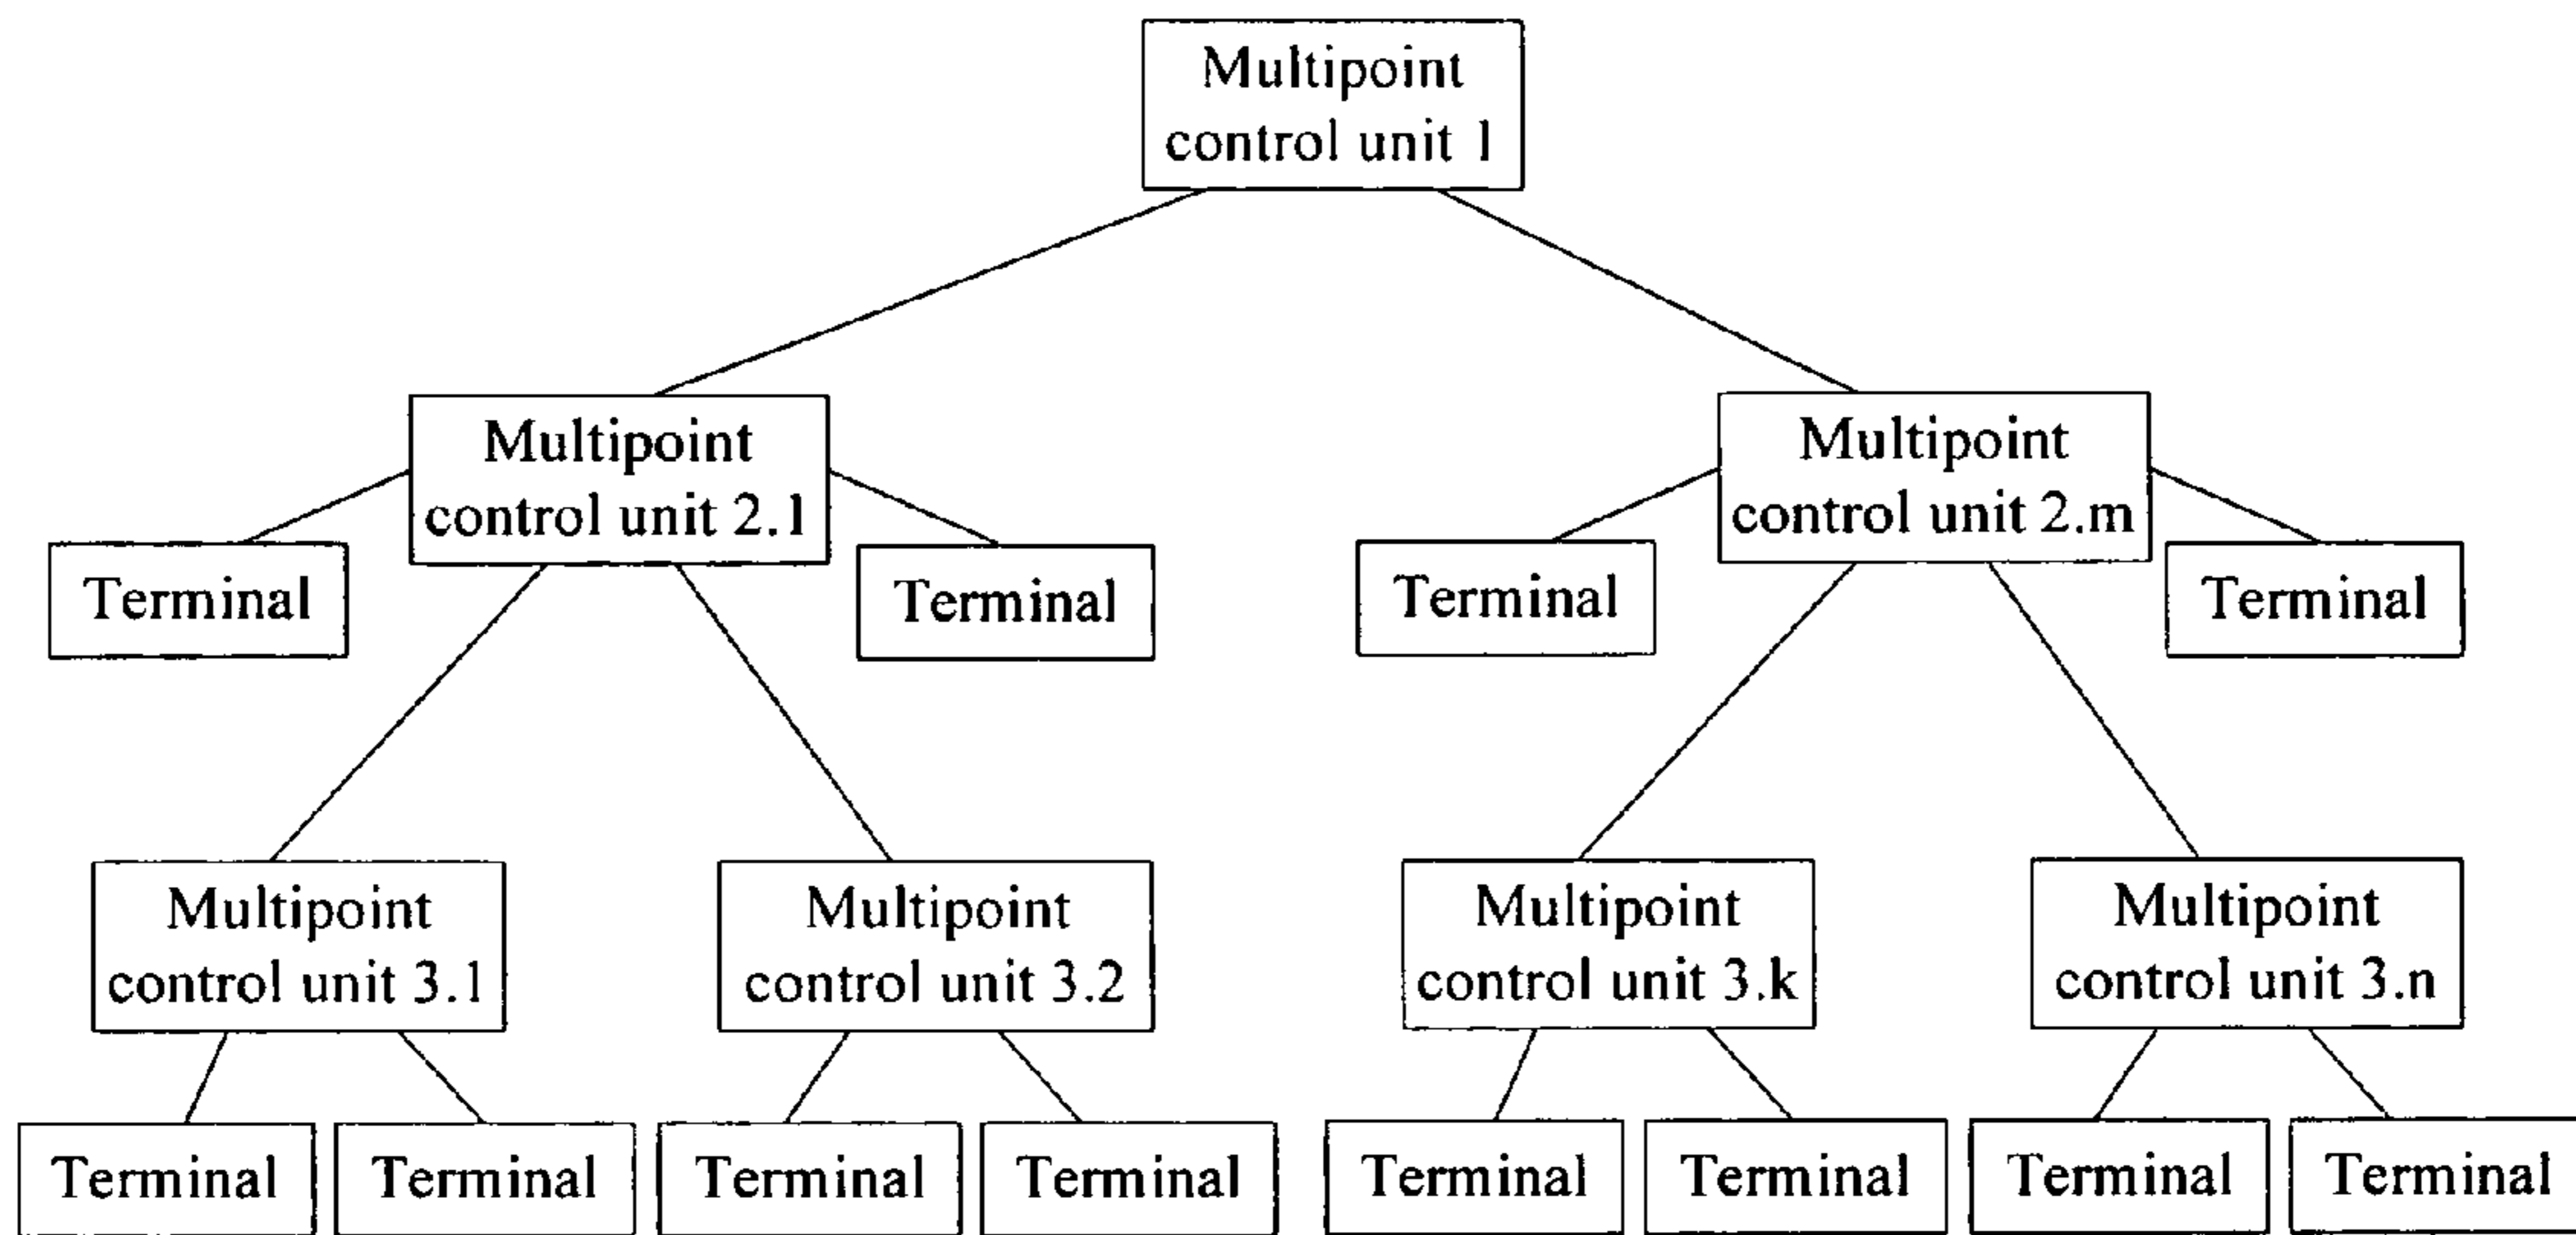 Multipoint
control unit 1
Multipoint
control unit 2.1
Multipoint
control unit 2.m
Terminal
Terminal
Terminal
Terminal
Multipoint
control unit 3.1
Multipoint
control unit 3.2
Multipoint
control unit 3.k
Multipoint
control unit 3.n
Terminal
Terminal
Terminal
Terminal
Terminal
Terminal
Terminal
Terminal